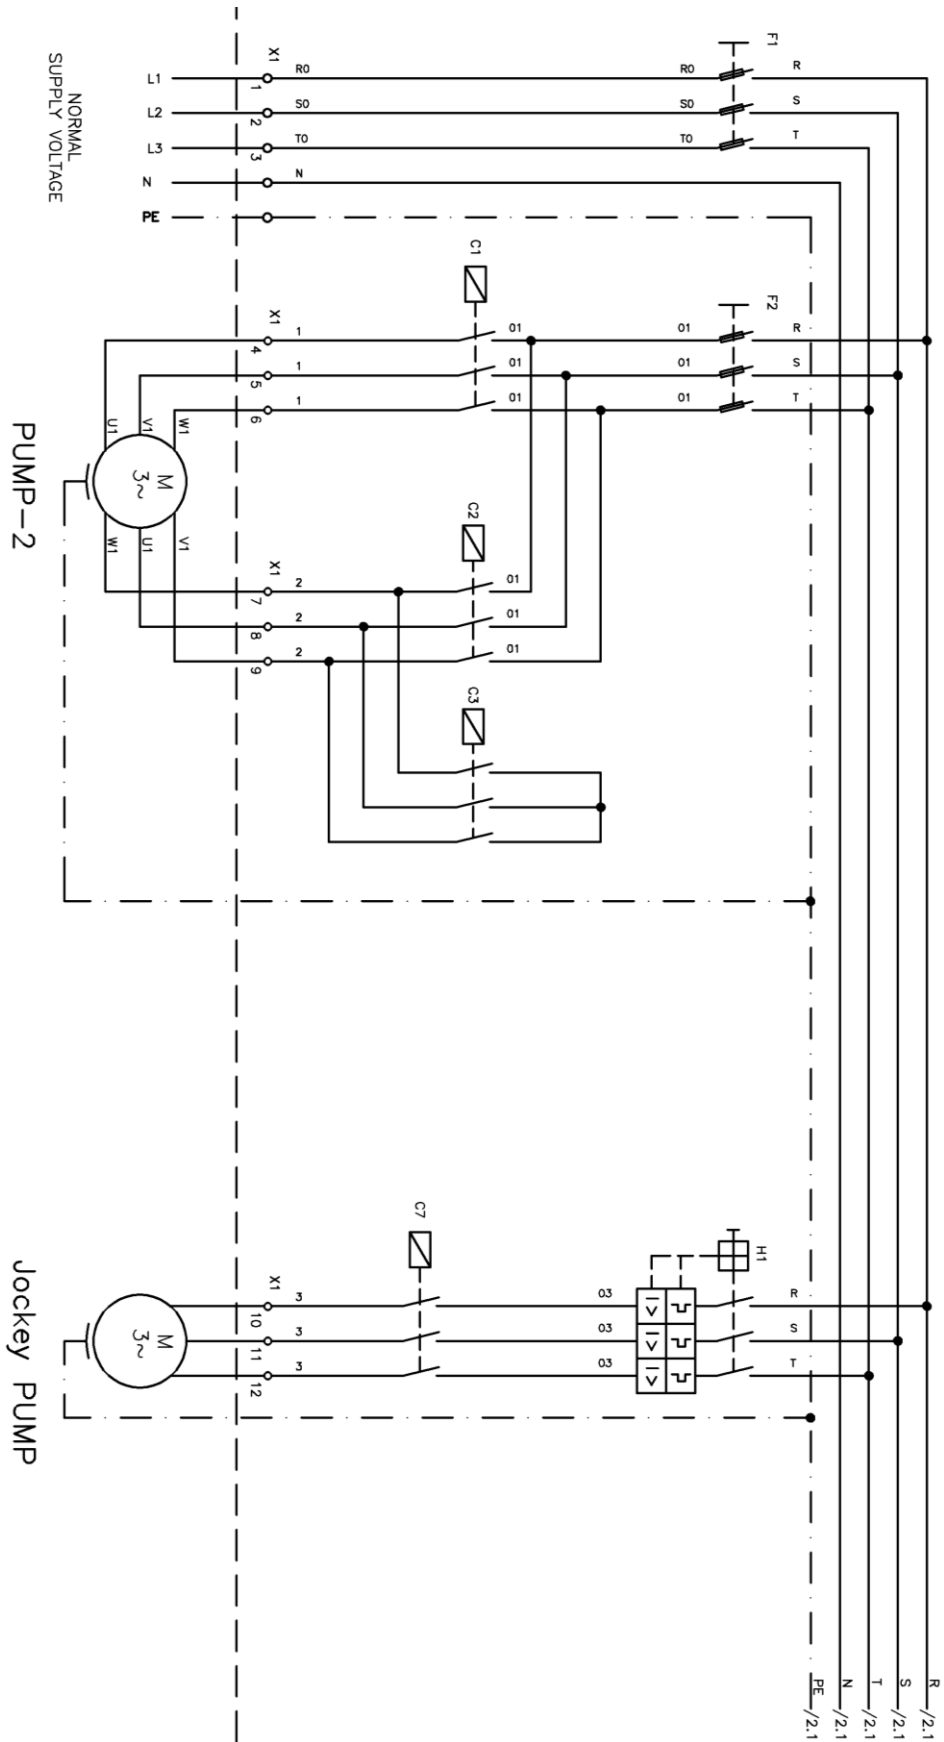 F1
X1
L1 1 R0 R0 R
L2 2 S0 S0 S
L3 3 T0 T0 T
N N
PE
NORMAL
SUPPLY VOLTAGE
C1
F2
X1
4 1 01 01 R
5 1 01 01 S
6 1 01 01 T
U1 V1 W1
M
3~
W1 U1 V1
PUMP-2
C2
X1
7 2 01
8 2 01
9 2 01
C3
C7
H1
X1
10 3 03 R
11 3 03 S
12 3 03 T
I> I> I>
M
3~
Jockey PUMP
PE /2.1
N /2.1
T /2.1
S /2.1
R /2.1